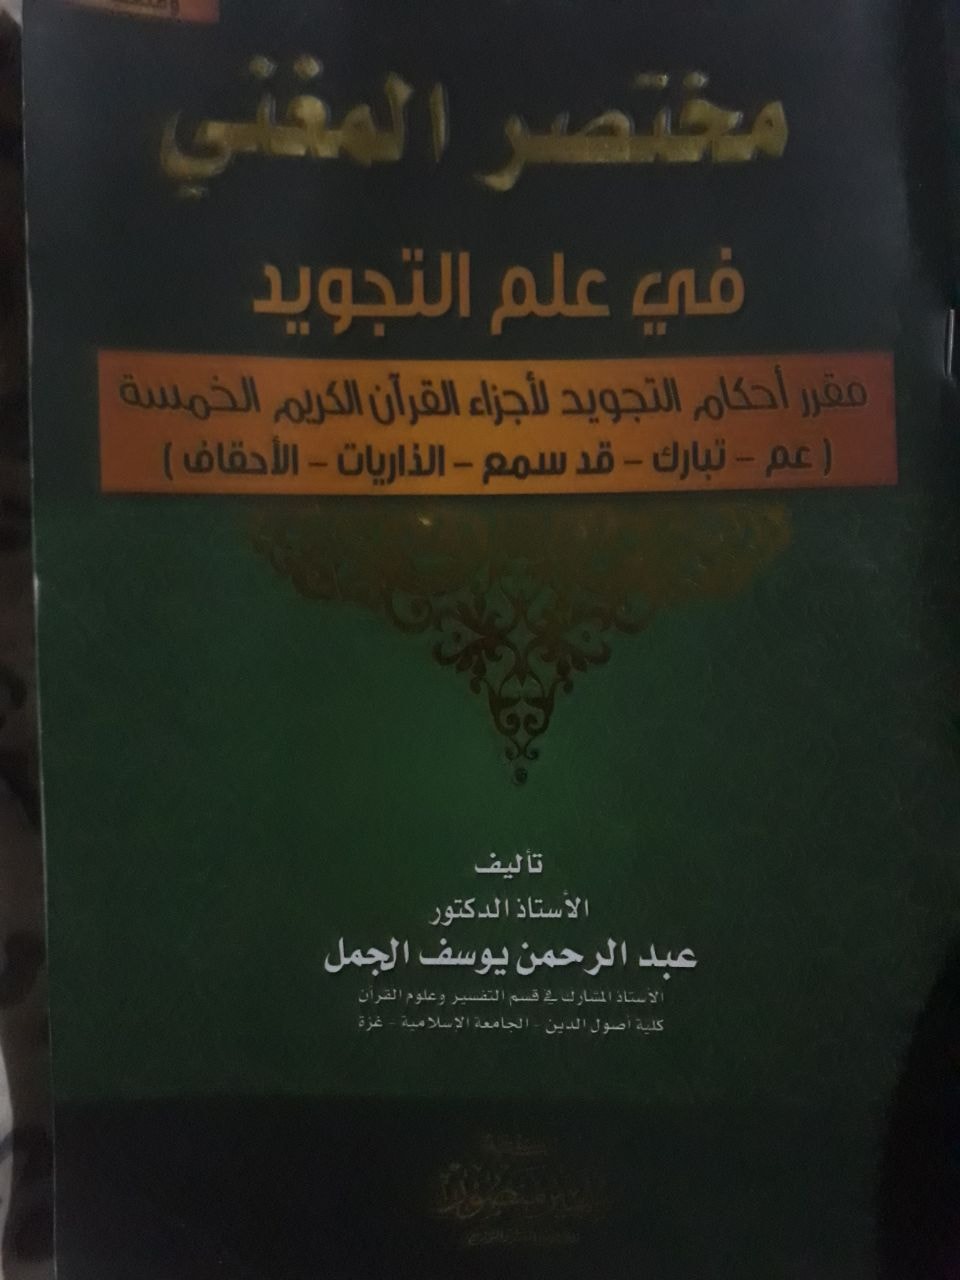 مختصر المغني
في علم التجويد
مقرر أحكام التجويد لأجزاء القرآن الكريم الخمسة
( عم - تبارك - قد سمع - الذاريات - الأحقاف )
تأليف
الأستاذ الدكتور
عبد الرحمن يوسف الجمل
الأستاذ المشارك في قسم التفسير وعلوم القرآن
كلية أصول الدين - الجامعة الإسلامية - غزة